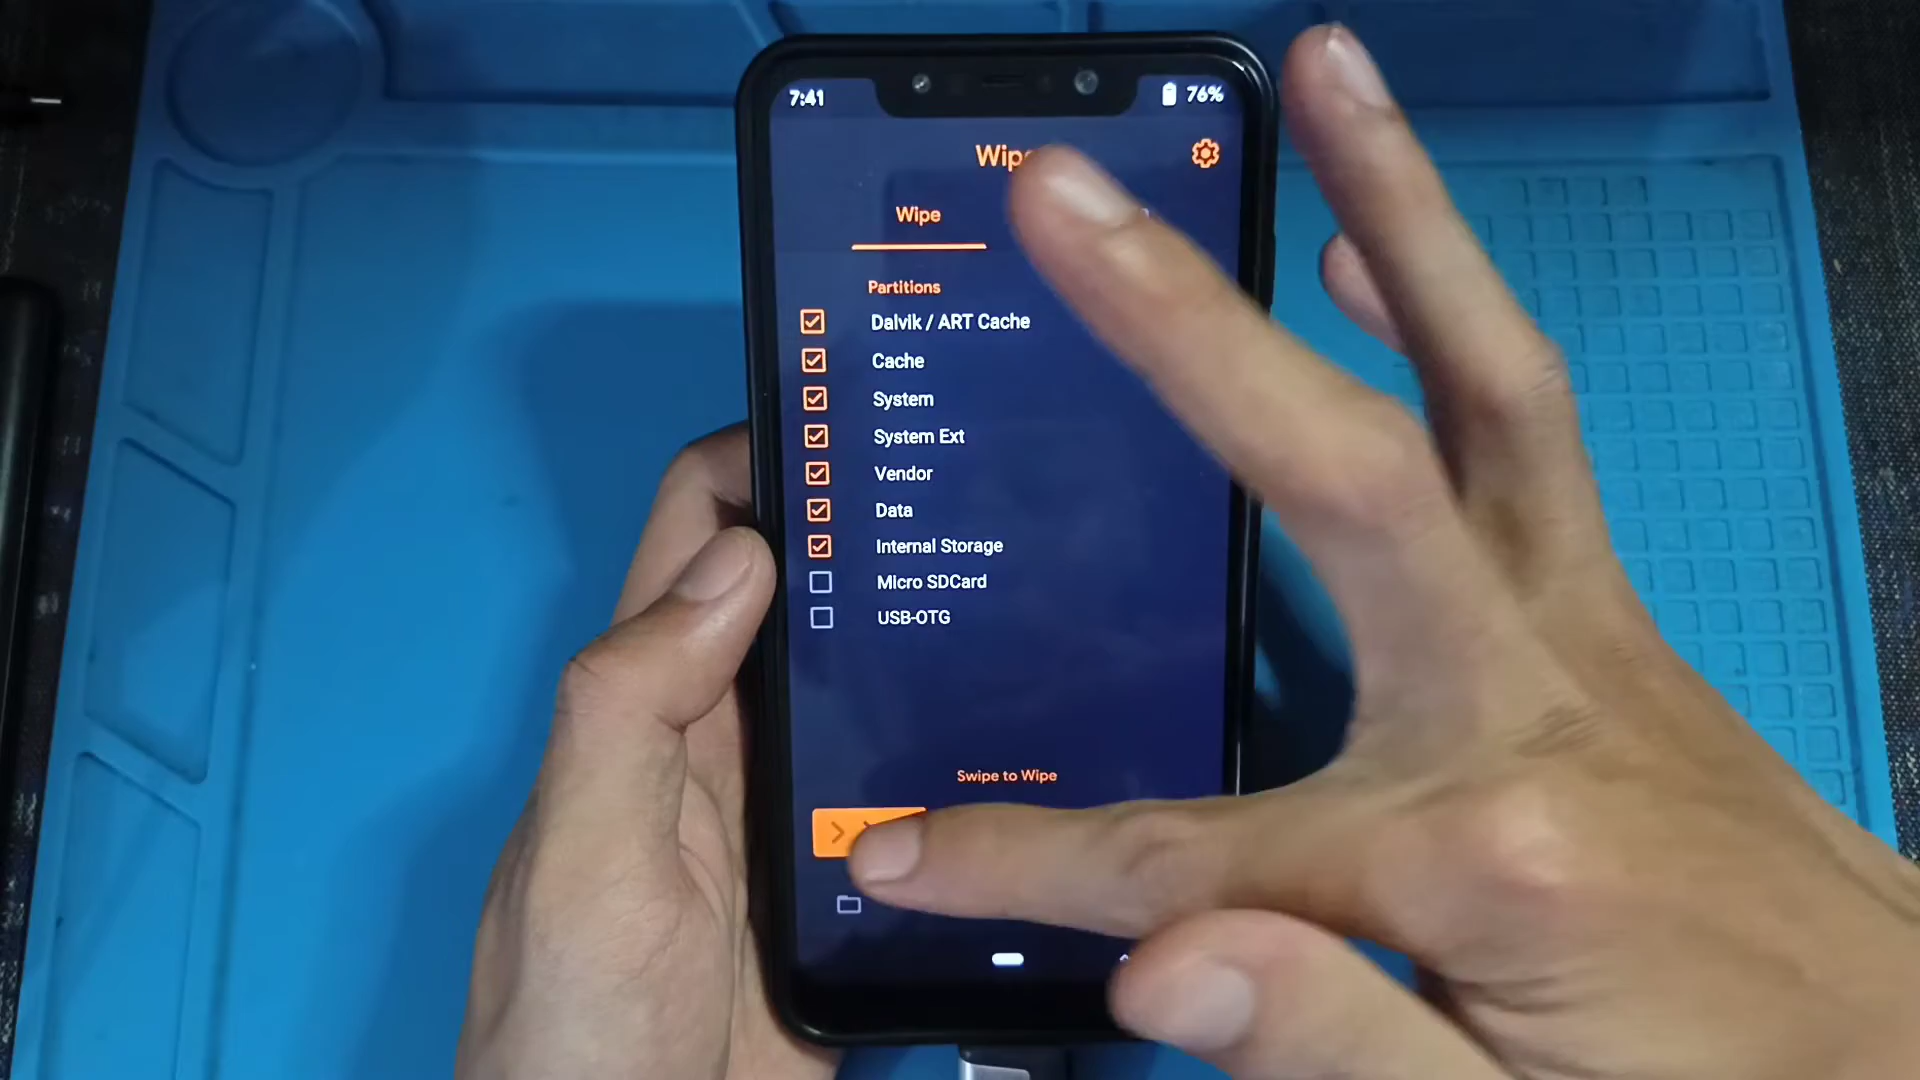 7:41
76%
Wipe
Partitions
Dalvik / ART Cache
Cache
System
System Ext
Vendor
Data
Internal Storage
Micro SDCard
USB-OTG
Swipe to Wipe